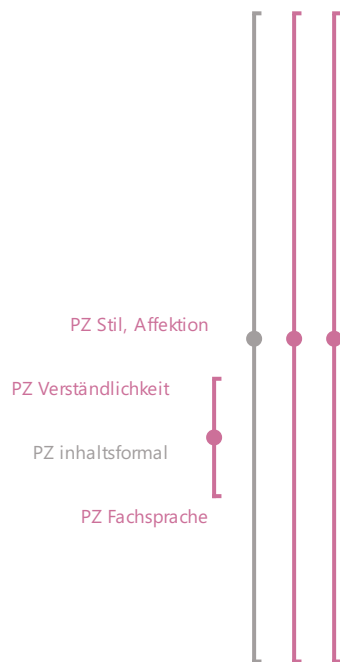 PZ Stil, Affektion
PZ Verständlichkeit
PZ inhaltsformal
PZ Fachsprache